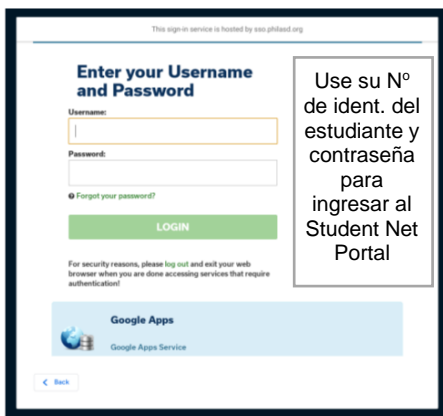 This sign-in service is hosted by sso.philasd.org
Enter your Username
and Password
Username:
Password:
Forgot your password?
LOGIN
For security reasons, please log out and exit your web
browser when you are done accessing services that require
authentication!
Google Apps
Google Apps Service
Back
Use su Nº
de ident. del
estudiante y
contraseña
para
ingresar al
Student Net
Portal